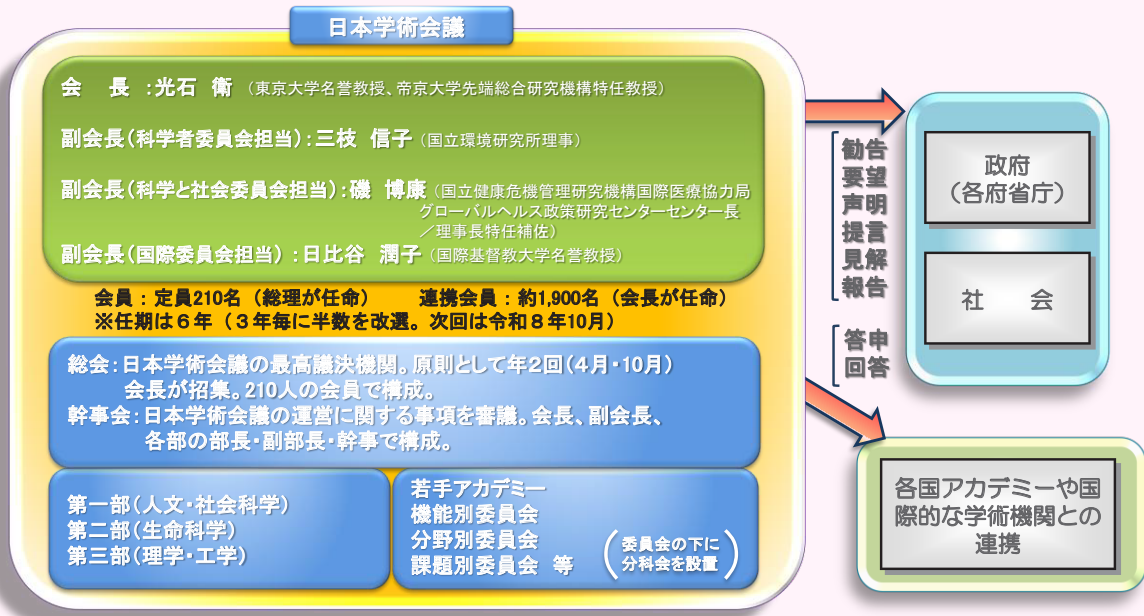 日本学術会議
会　長　：光石　衛　（東京大学名誉教授、帝京大学先端総合研究機構特任教授）
副会長（科学者委員会担当）：三枝　信子（国立環境研究所理事）
副会長（科学と社会委員会担当）：磯　博康（国立健康危機管理研究機構国際医療協力局
グローバルヘルス政策研究センターセンター長
／理事長特任補佐）
副会長（国際委員会担当）：日比谷　潤子（国際基督教大学名誉教授）
会員：定員210名（総理が任命）　連携会員：約1,900名（会長が任命）
※任期は６年（３年毎に半数を改選。次回は令和８年10月）
総会：日本学術会議の最高議決機関。原則として年２回（４月・10月）
会長が招集。210人の会員で構成。
幹事会：日本学術会議の運営に関する事項を審議。会長、副会長、
各部の部長・副部長・幹事で構成。
第一部（人文・社会科学）
第二部（生命科学）
第三部（理学・工学）
若手アカデミー
機能別委員会
分野別委員会
課題別委員会　等
（委員会の下に
分科会を設置）
勧告
要望
声明
提言
見解
報告
答申
回答
政府
（各府省庁）
社　会
各国アカデミーや国
際的な学術機関との
連携